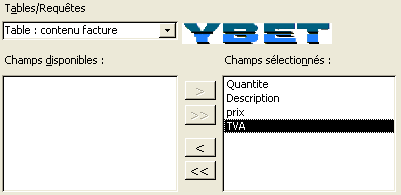 Tables/Requêtes
Table : contenu facture
YBET
Champs disponibles :
Champs sélectionnés :
>
>>
<
<<
Quantite
Description
prix
TVA